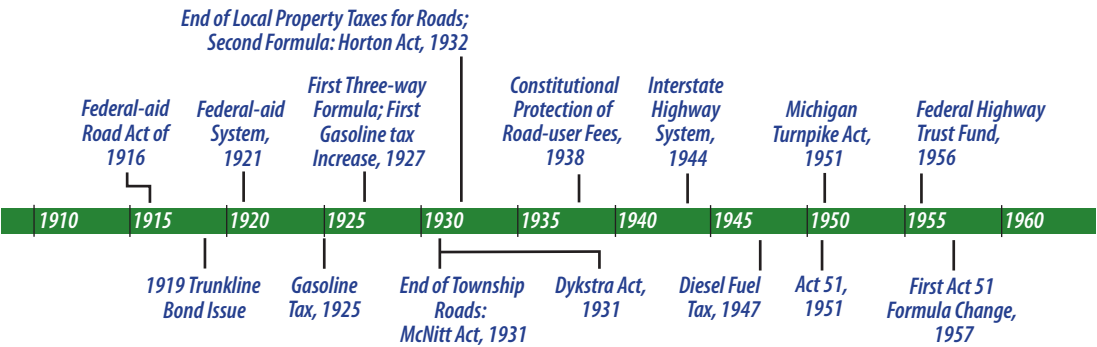 End of Local Property Taxes for Roads;
Second Formula: Horton Act, 1932
Federal-aid
Road Act of
1916
Federal-aid
System,
1921
First Three-way
Formula; First
Gasoline tax
Increase, 1927
Constitutional
Protection of
Road-user Fees,
1938
Interstate
Highway
System,
1944
Michigan
Turnpike Act,
1951
Federal Highway
Trust Fund,
1956
1910 1915 1920 1925 1930 1935 1940 1945 1950 1955 1960
1919 Trunkline
Bond Issue
Gasoline
Tax, 1925
End of Township
Roads:
McNitt Act, 1931
Dykstra Act,
1931
Diesel Fuel
Tax, 1947
Act 51,
1951
First Act 51
Formula Change,
1957